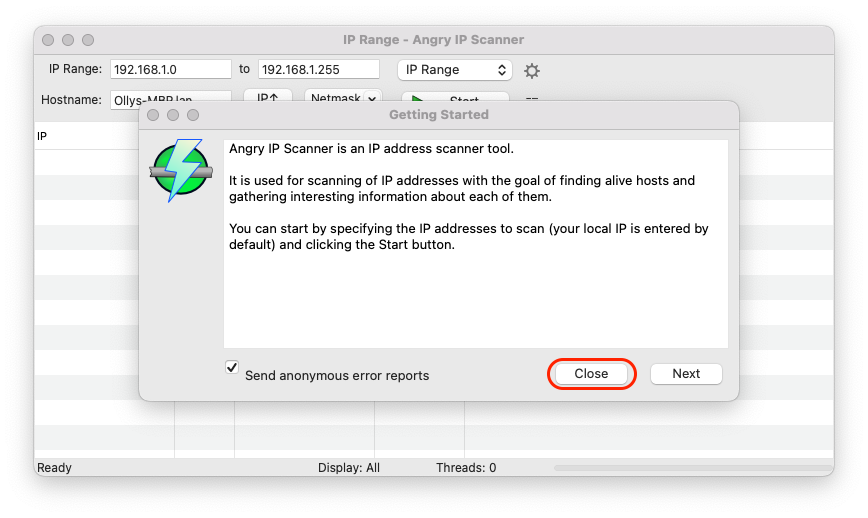 IP Range - Angry IP Scanner
IP Range: 192.168.1.0 to 192.168.1.255 IP Range
Hostname: Ollys-MBP.lan IP↑ Netmask Start
IP
Getting Started
Angry IP Scanner is an IP address scanner tool.
It is used for scanning of IP addresses with the goal of finding alive hosts and
gathering interesting information about each of them.
You can start by specifying the IP addresses to scan (your local IP is entered by
default) and clicking the Start button.
Send anonymous error reports
Close Next
Ready Display: All Threads: 0